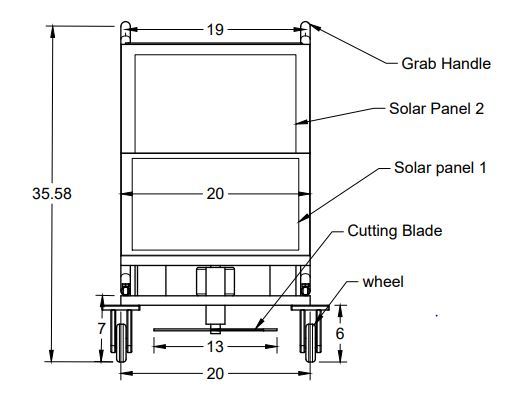 19
Grab Handle
Solar Panel 2
Solar panel 1
35.58
20
Cutting Blade
wheel
7
6
13
20